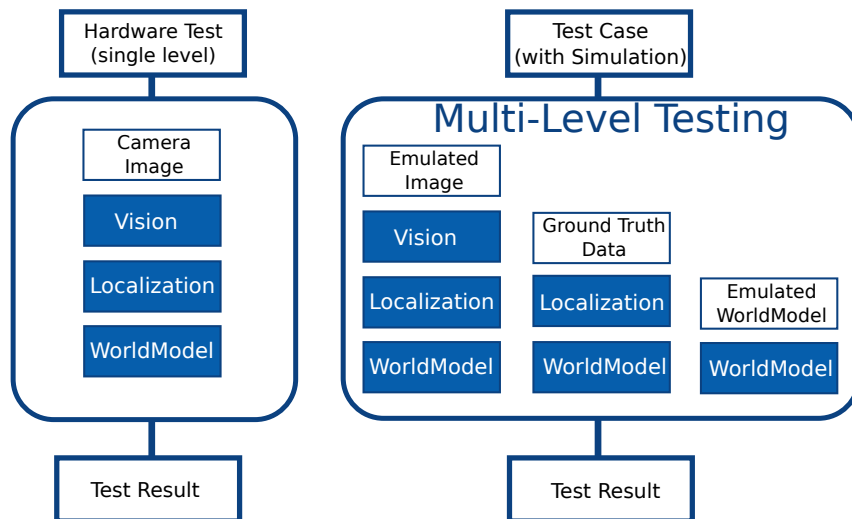 Hardware Test
(single level)
Camera
Image
Vision
Localization
WorldModel
Test Result
Test Case
(with Simulation)
Multi-Level Testing
Emulated
Image
Vision
Localization
WorldModel
Ground Truth
Data
Localization
WorldModel
Emulated
WorldModel
WorldModel
Test Result